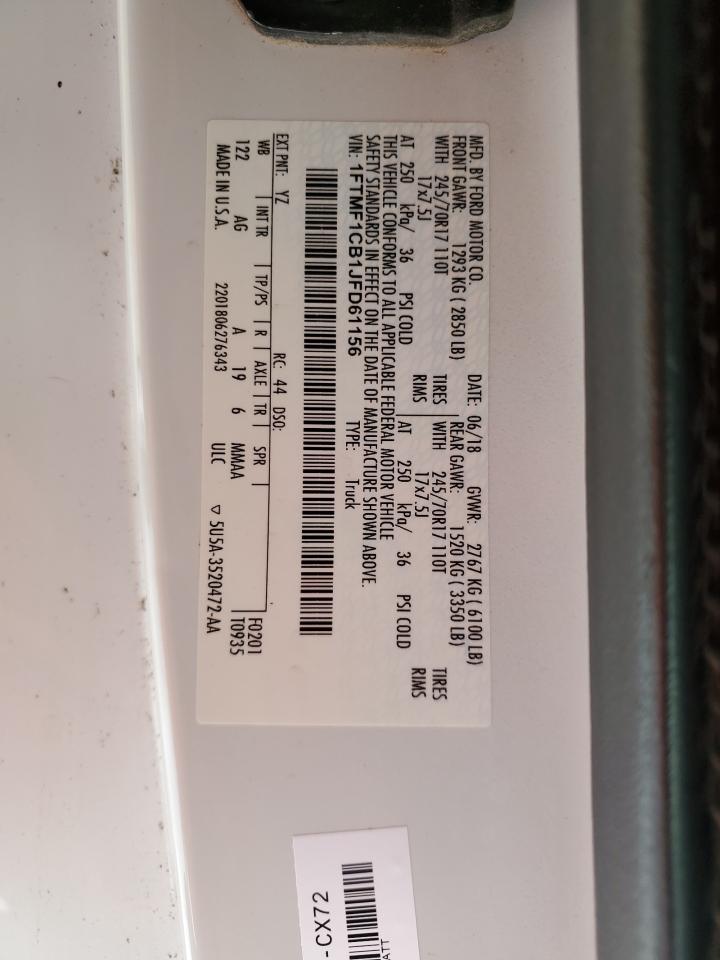 MFD. BY FORD MOTOR CO. DATE: 06/18 GVWR: 2767 KG ( 6100 LB)
FRONT GAWR: 1293 KG ( 2850 LB) REAR GAWR: 1520 KG ( 3350 LB)
WITH 245/70R17 110T TIRES WITH 245/70R17 110T TIRES
17x7.5J RIMS 17x7.5J RIMS
AT 250 kPa/ 36 PSI COLD AT 250 kPa/ 36 PSI COLD
THIS VEHICLE CONFORMS TO ALL APPLICABLE FEDERAL MOTOR VEHICLE
SAFETY STANDARDS IN EFFECT ON THE DATE OF MANUFACTURE SHOWN ABOVE.
VIN: 1FTMF1CB1JFD61156 TYPE: Truck
EXT PNT: YZ RC: 44 DSO: F0201
WB INT TR TP/PS R AXLE TR SPR T0935
122 AG A 19 6 MMAA
MADE IN U.S.A. 2201806276343 ULC ▽ 5U5A-3520472-AA
- CX72